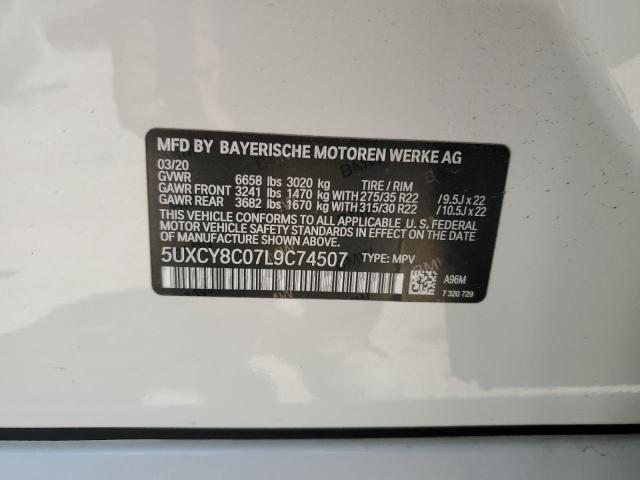 MFD BY BAYERISCHE MOTOREN WERKE AG
03/20
GVWR 6658 lbs 3020 kg TIRE / RIM
GAWR FRONT 3241 lbs 1470 kg WITH 275/35 R22 /9.5J x 22
GAWR REAR 3682 lbs 1670 kg WITH 315/30 R22 /10.5J x 22
THIS VEHICLE CONFORMS TO ALL APPLICABLE U.S. FEDERAL
MOTOR VEHICLE SAFETY STANDARDS IN EFFECT ON THE
DATE OF MANUFACTURE SHOWN ABOVE.
5UXCY8C07L9C74507 TYPE: MPV
A96M
7 320 729